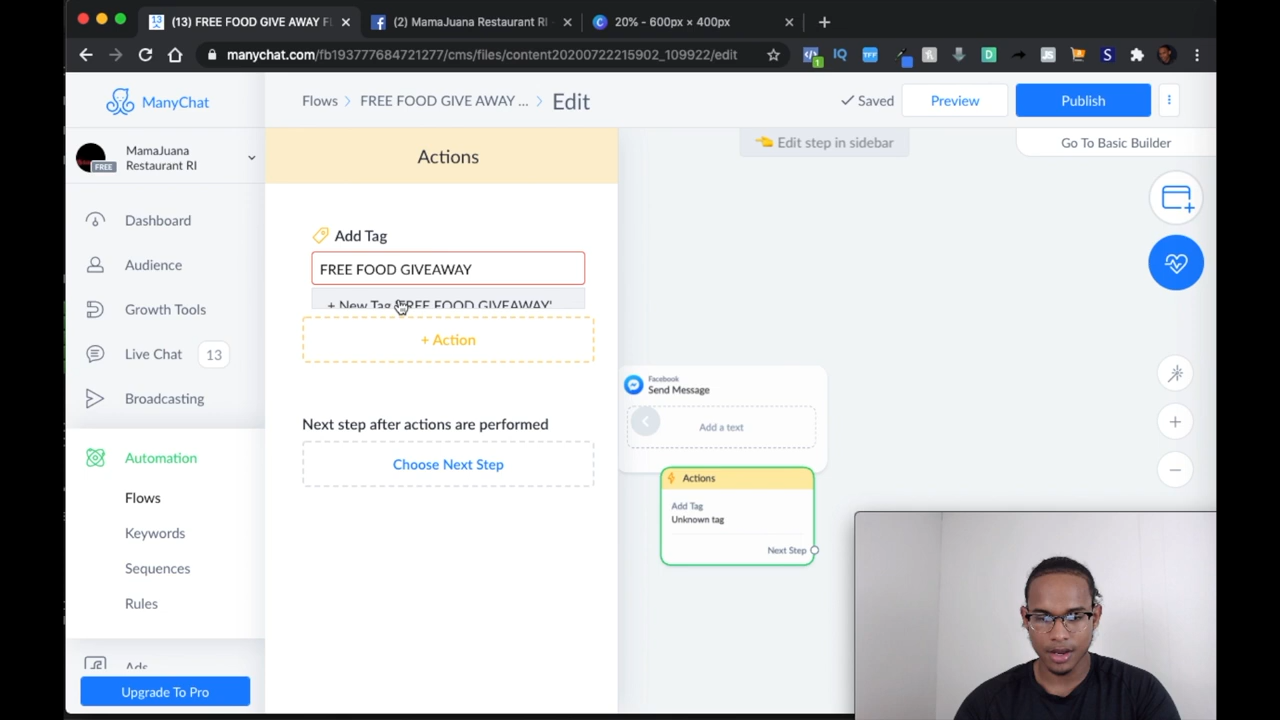 (13) FREE FOOD GIVE AWAY F
(2) MamaJuana Restaurant RI -
20% - 600px × 400px
manychat.com/fb193777684721277/cms/files/content20200722215902_109922/edit
ManyChat
Flows > FREE FOOD GIVE AWAY ... > Edit
Saved
Preview
Publish
MamaJuana
Restaurant RI
FREE
Actions
Edit step in sidebar
Go To Basic Builder
Dashboard
Audience
Growth Tools
Live Chat 13
Broadcasting
Automation
Flows
Keywords
Sequences
Rules
Ads
Upgrade To Pro
Add Tag
FREE FOOD GIVEAWAY
+ New Tag 'FREE FOOD GIVEAWAY'
+ Action
Next step after actions are performed
Choose Next Step
Facebook
Send Message
Add a text
Actions
Add Tag
Unknown tag
Next Step